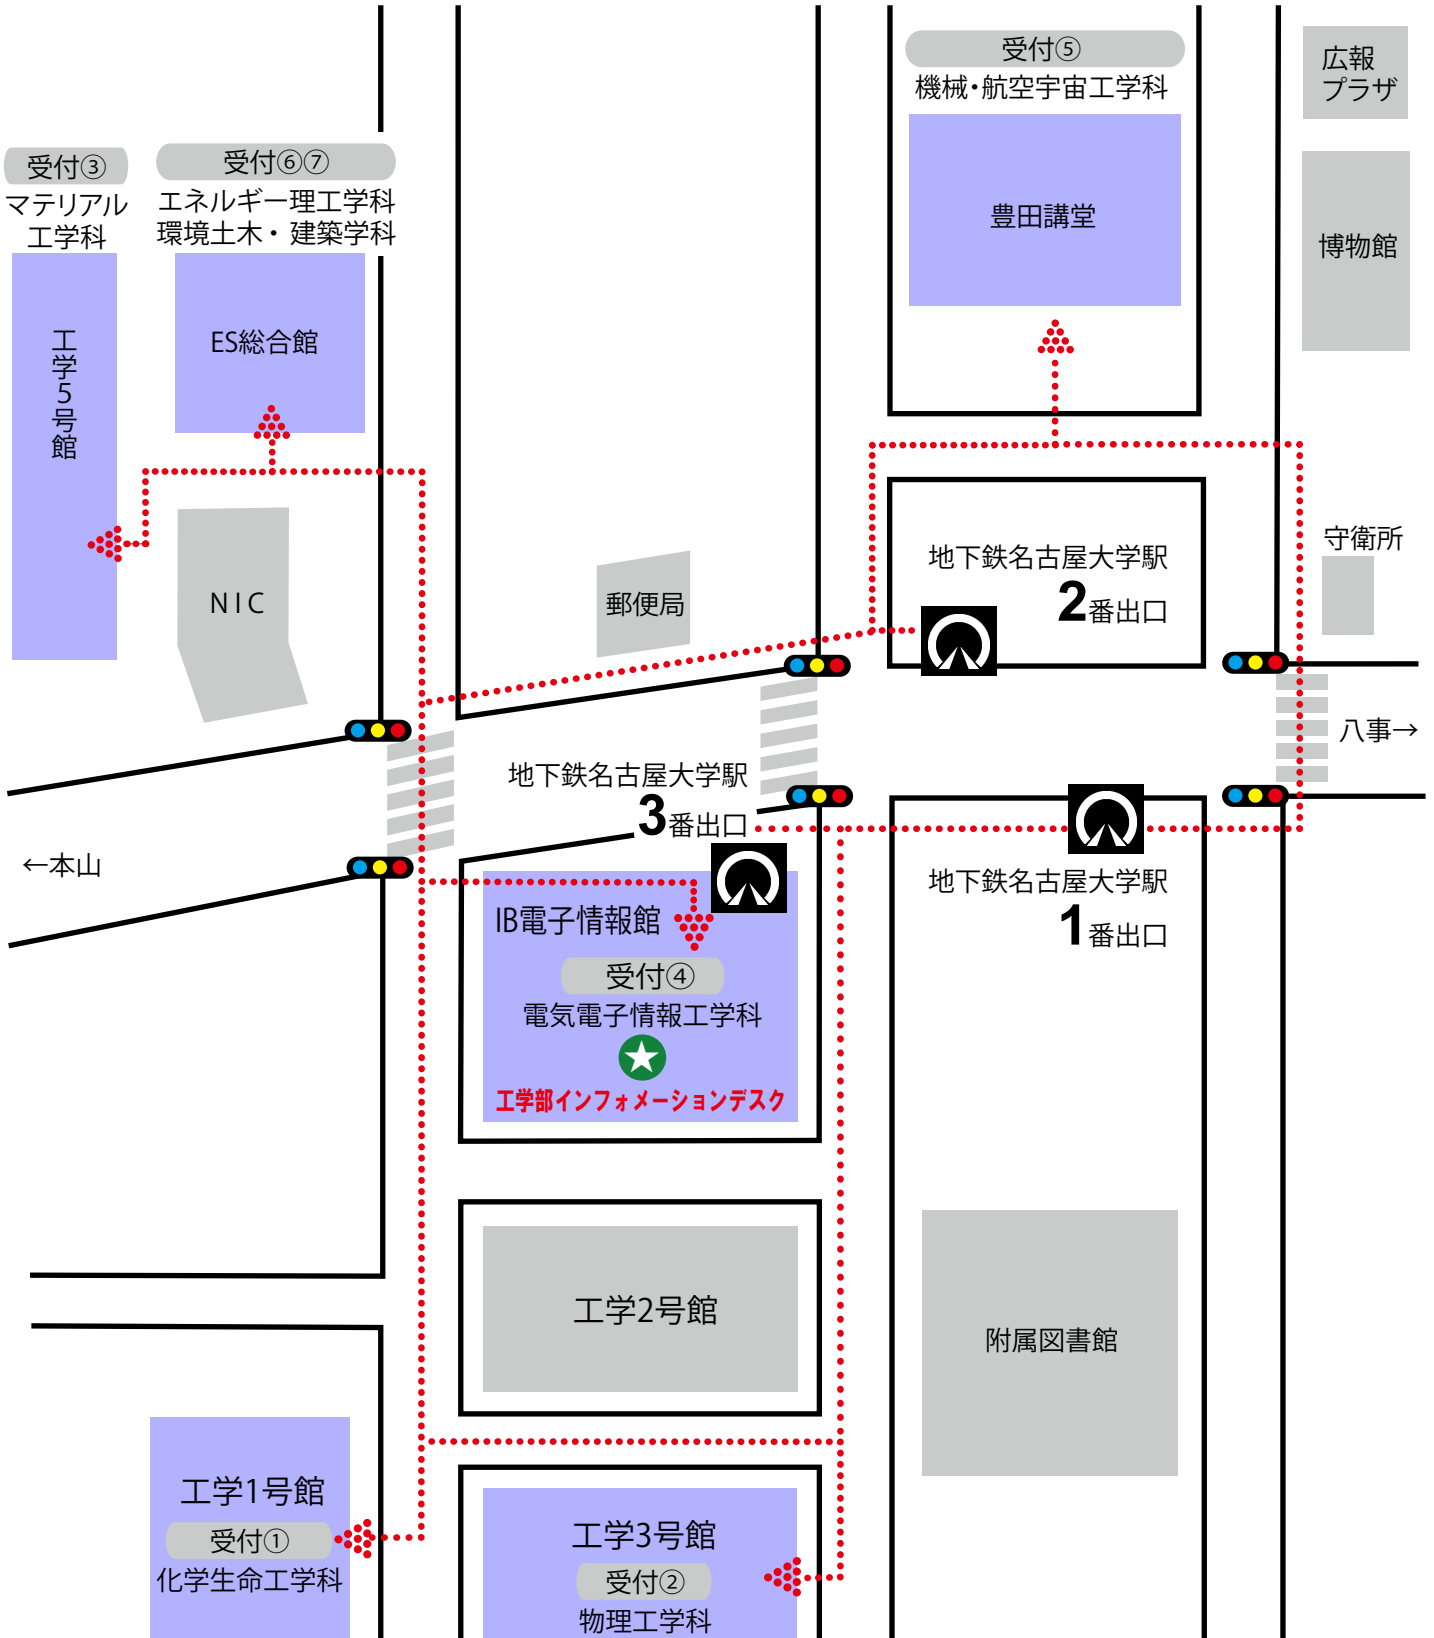 受付⑤
機械・航空宇宙工学科
豊田講堂
広報
プラザ
博物館
受付③
マテリアル
工学科
工学5号館
受付⑥⑦
エネルギー理工学科
環境土木・建築学科
ES総合館
NIC
郵便局
地下鉄名古屋大学駅
2番出口
守衛所
八事→
地下鉄名古屋大学駅
3番出口
←本山
地下鉄名古屋大学駅
1番出口
IB電子情報館
受付④
電気電子情報工学科
工学部インフォメーションデスク
工学2号館
附属図書館
工学1号館
受付①
化学生命工学科
工学3号館
受付②
物理工学科